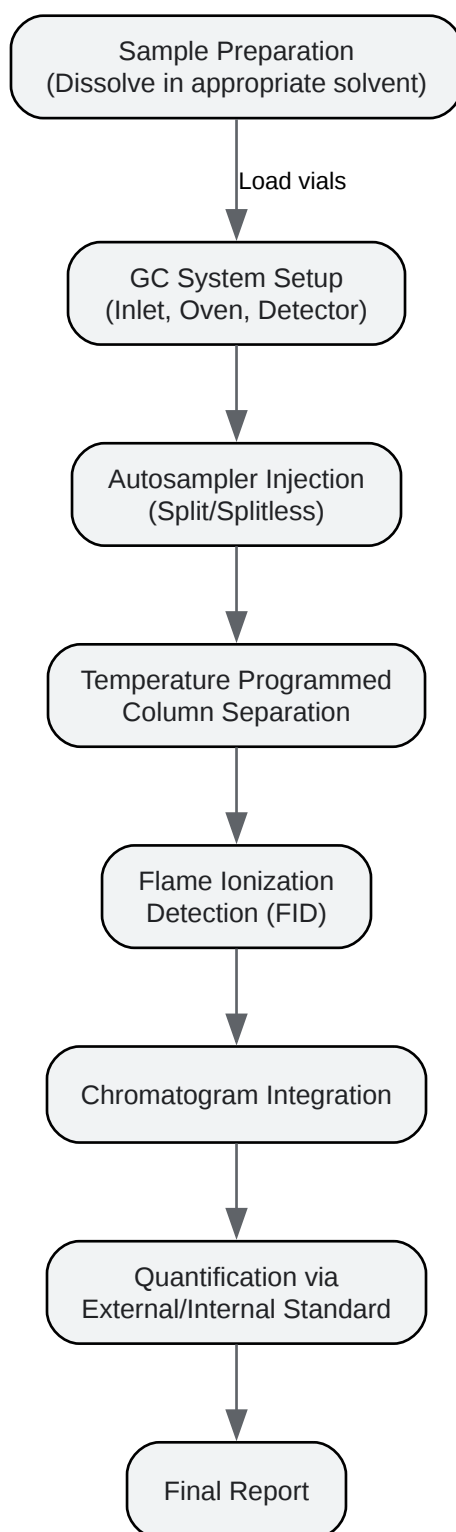 Sample Preparation
(Dissolve in appropriate solvent)
Load vials
GC System Setup
(Inlet, Oven, Detector)
Autosampler Injection
(Split/Splitless)
Temperature Programmed
Column Separation
Flame Ionization
Detection (FID)
Chromatogram Integration
Quantification via
External/Internal Standard
Final Report